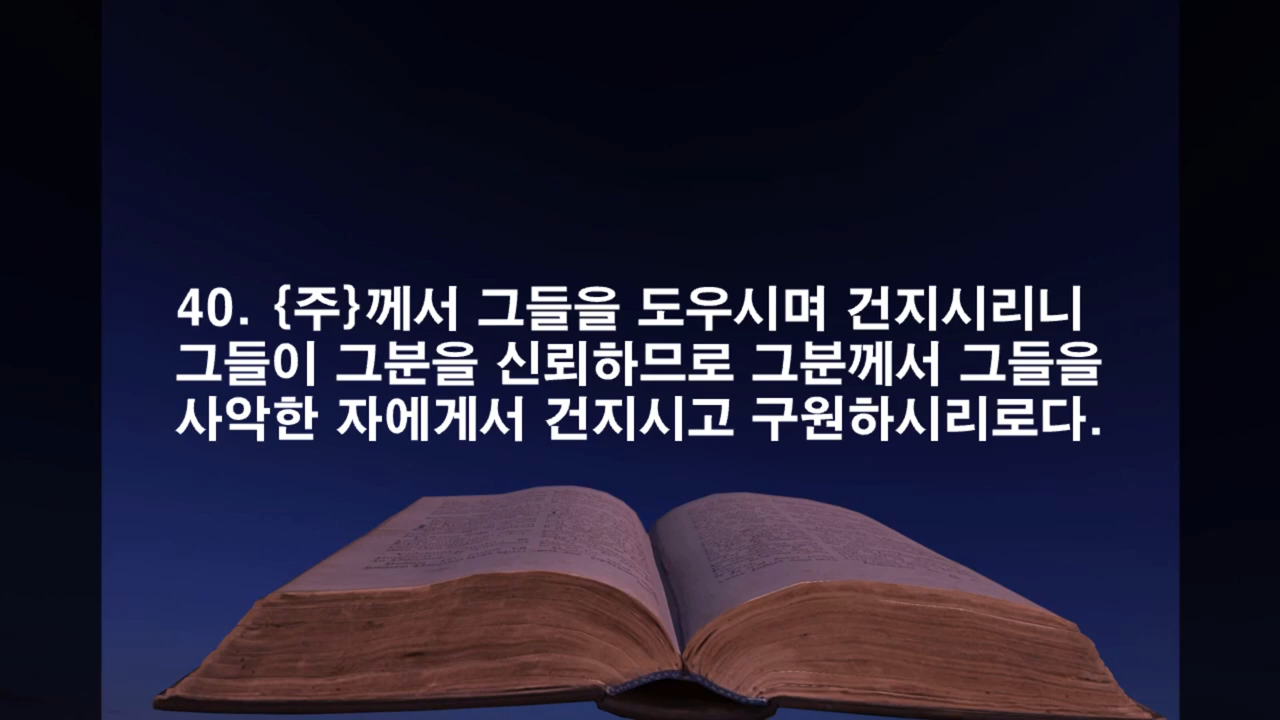 40. {주}께서 그들을 도우시며 건지시리니
그들이 그분을 신뢰하므로 그분께서 그들을
사악한 자에게서 건지시고 구원하시리로다.